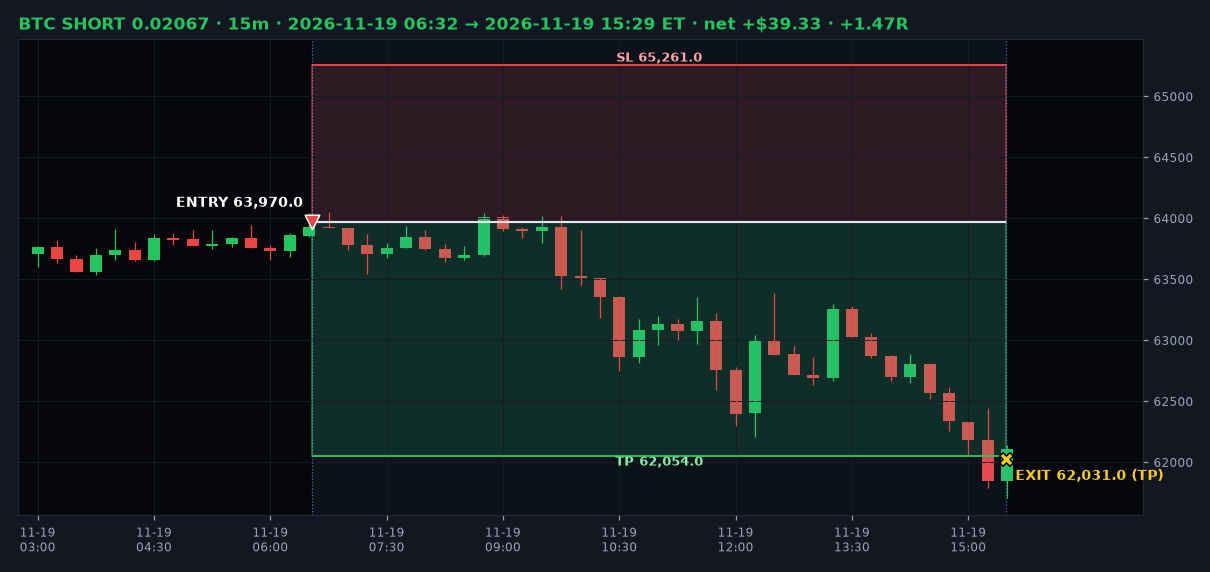 BTC SHORT 0.02067 · 15m · 2026-11-19 06:32 → 2026-11-19 15:29 ET · net +$39.33 · +1.47R
SL 65,261.0
65000
64500
ENTRY 63,970.0
64000
63500
63000
62500
TP 62,054.0
62000
EXIT 62,031.0 (TP)
11-19 11-19 11-19 11-19 11-19 11-19 11-19 11-19 11-19
03:00 04:30 06:00 07:30 09:00 10:30 12:00 13:30 15:00